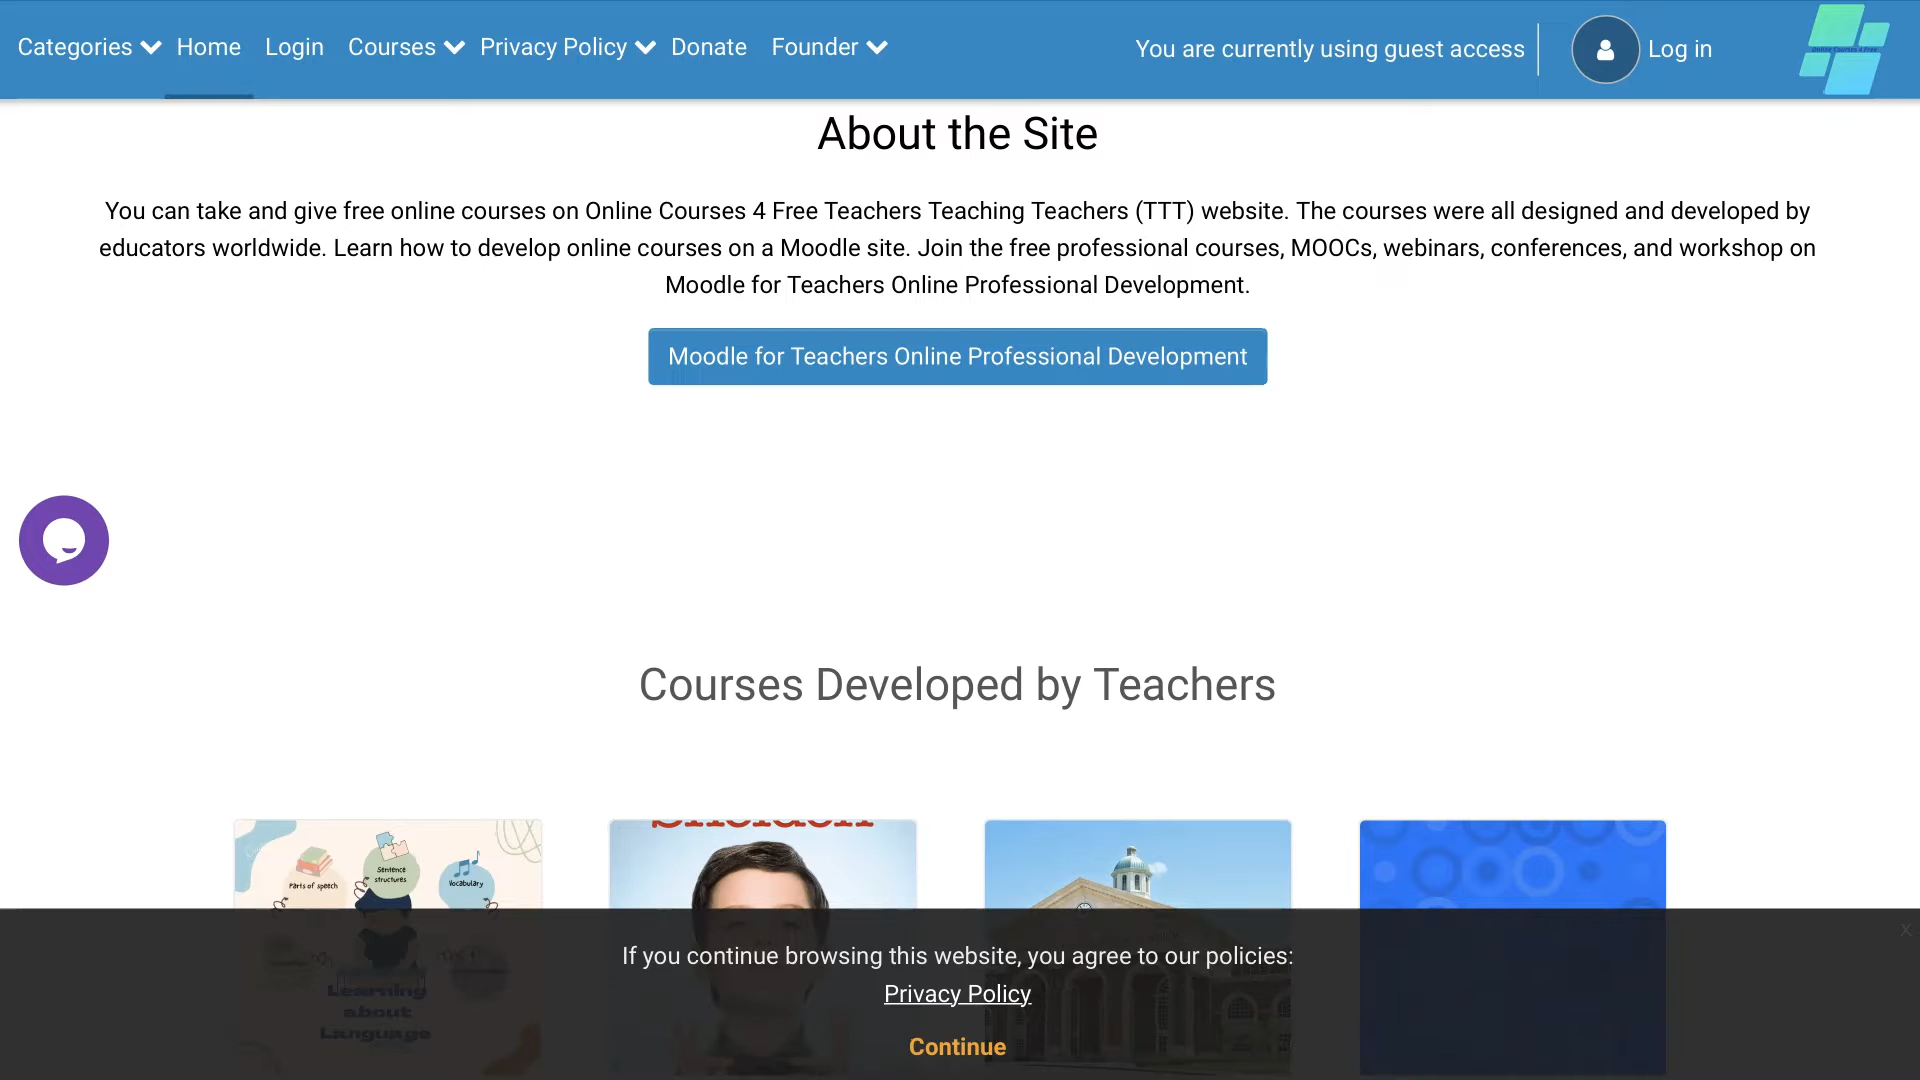 Categories Home Login Courses Privacy Policy Donate Founder You are currently using guest access Log in
Online Courses 4 Free
About the Site
You can take and give free online courses on Online Courses 4 Free Teachers Teaching Teachers (TTT) website. The courses were all designed and developed by
educators worldwide. Learn how to develop online courses on a Moodle site. Join the free professional courses, MOOCs, webinars, conferences, and workshop on
Moodle for Teachers Online Professional Development.
Moodle for Teachers Online Professional Development
Courses Developed by Teachers
Parts of speech
Sentence
structures
Vocabulary
Learning
about
Language
If you continue browsing this website, you agree to our policies:
x
Privacy Policy
Continue